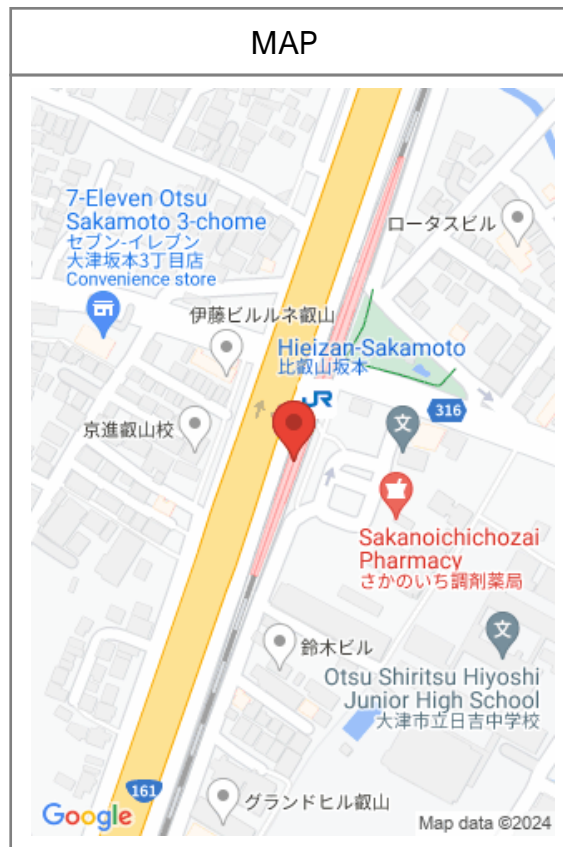 MAP
7-Eleven Otsu
Sakamoto 3-chome
セブン-イレブン
大津坂本3丁目店
Convenience store
ロータスビル
伊藤ビルルネ叡山
Hieizan-Sakamoto
比叡山坂本
JR
316
文
京進叡山校
Sakanoichichozai
Pharmacy
さかのいち調剤薬局
文
鈴木ビル
Otsu Shiritsu Hiyoshi
Junior High School
大津市立日吉中学校
161
グランドヒル叡山
Google
Map data ©2024